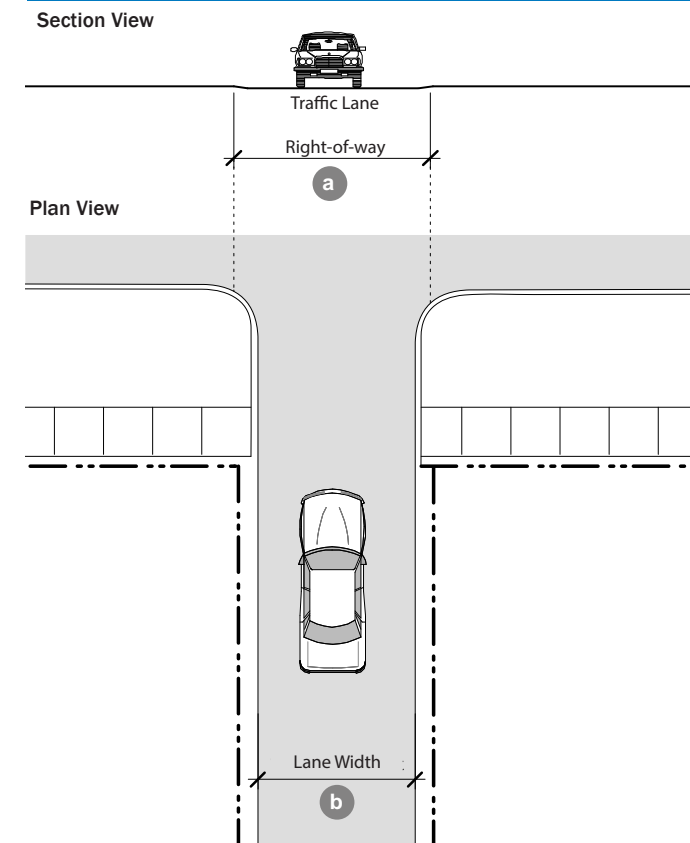 Section View
Traffic Lane
Right-of-way
a
Plan View
Lane Width :
b